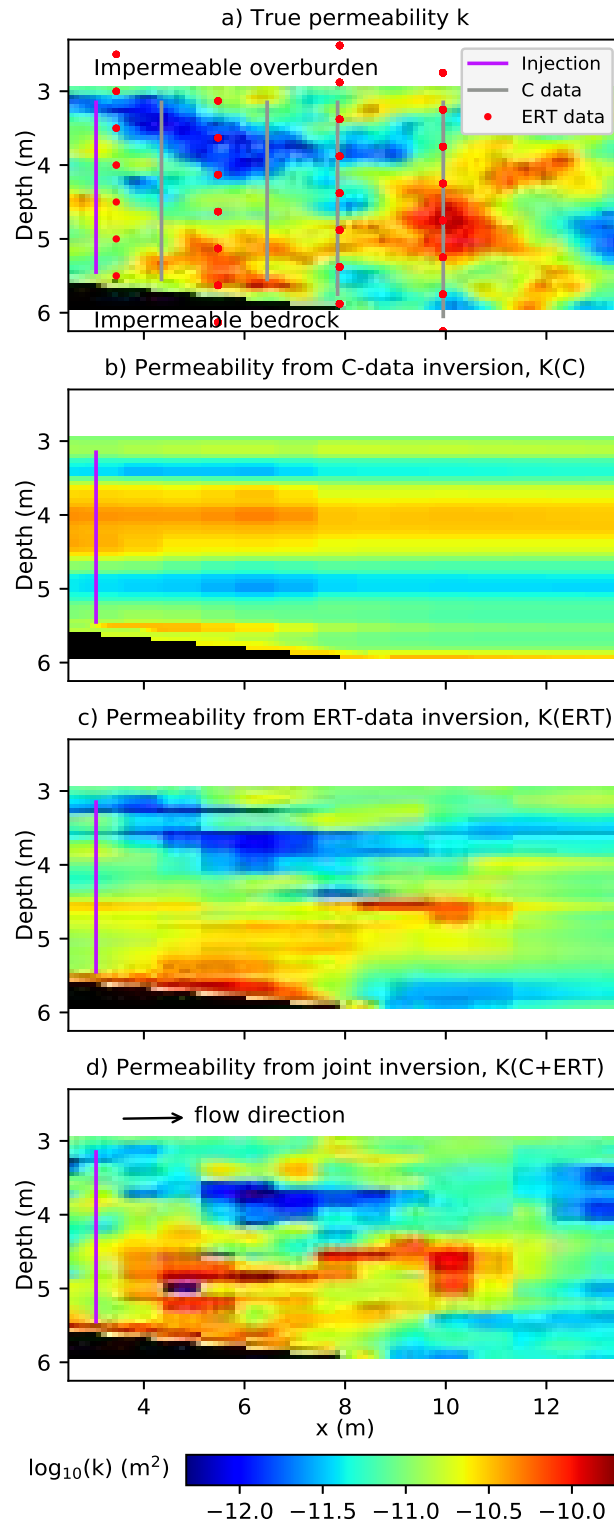 a) True permeability k
Impermeable overburden
Injection
C data
ERT data
3
4
5
6
Depth (m)
Impermeable bedrock
b) Permeability from C-data inversion, K(C)
3
4
5
6
Depth (m)
c) Permeability from ERT-data inversion, K(ERT)
3
4
5
6
Depth (m)
d) Permeability from joint inversion, K(C+ERT)
flow direction
3
4
5
6
Depth (m)
4 6 8 10 12
x (m)
log₁₀(k) (m²)
−12.0 −11.5 −11.0 −10.5 −10.0